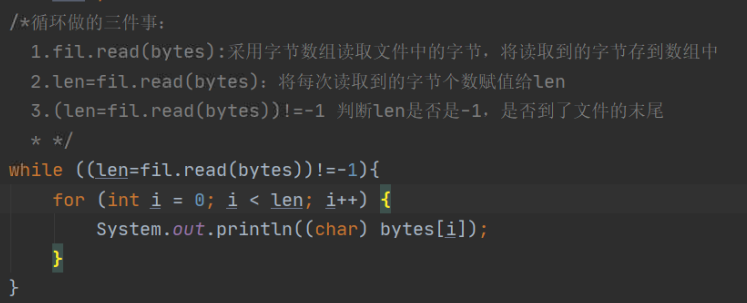 /*循环做的三件事:
1.fil.read(bytes):采用字节数组读取文件中的字节，将读取到的字节存到数组中
2.len=fil.read(bytes): 将每次读取到的字节个数赋值给len
3.(len=fil.read(bytes))!=-1 判断len是否是-1，是否到了文件的末尾
* */
while ((len=fil.read(bytes))!=-1){
for (int i = 0; i < len; i++) {
System.out.println((char) bytes[i]);
}
}